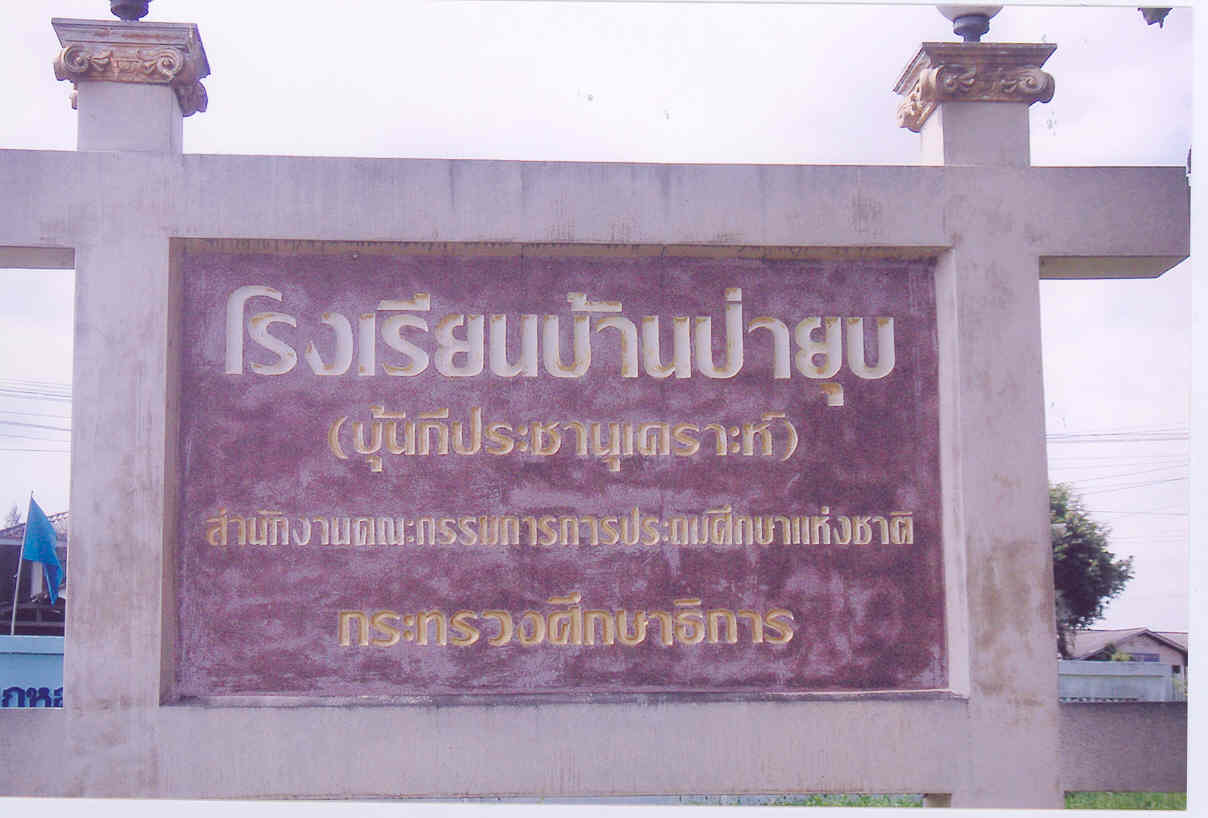 โรงเรียนบ้านป่ายุบ
(บุ้นกีประชานุเคราะห์)
สำนักงานคณะกรรมการการประถมศึกษาแห่งชาติ
กระทรวงศึกษาธิการ